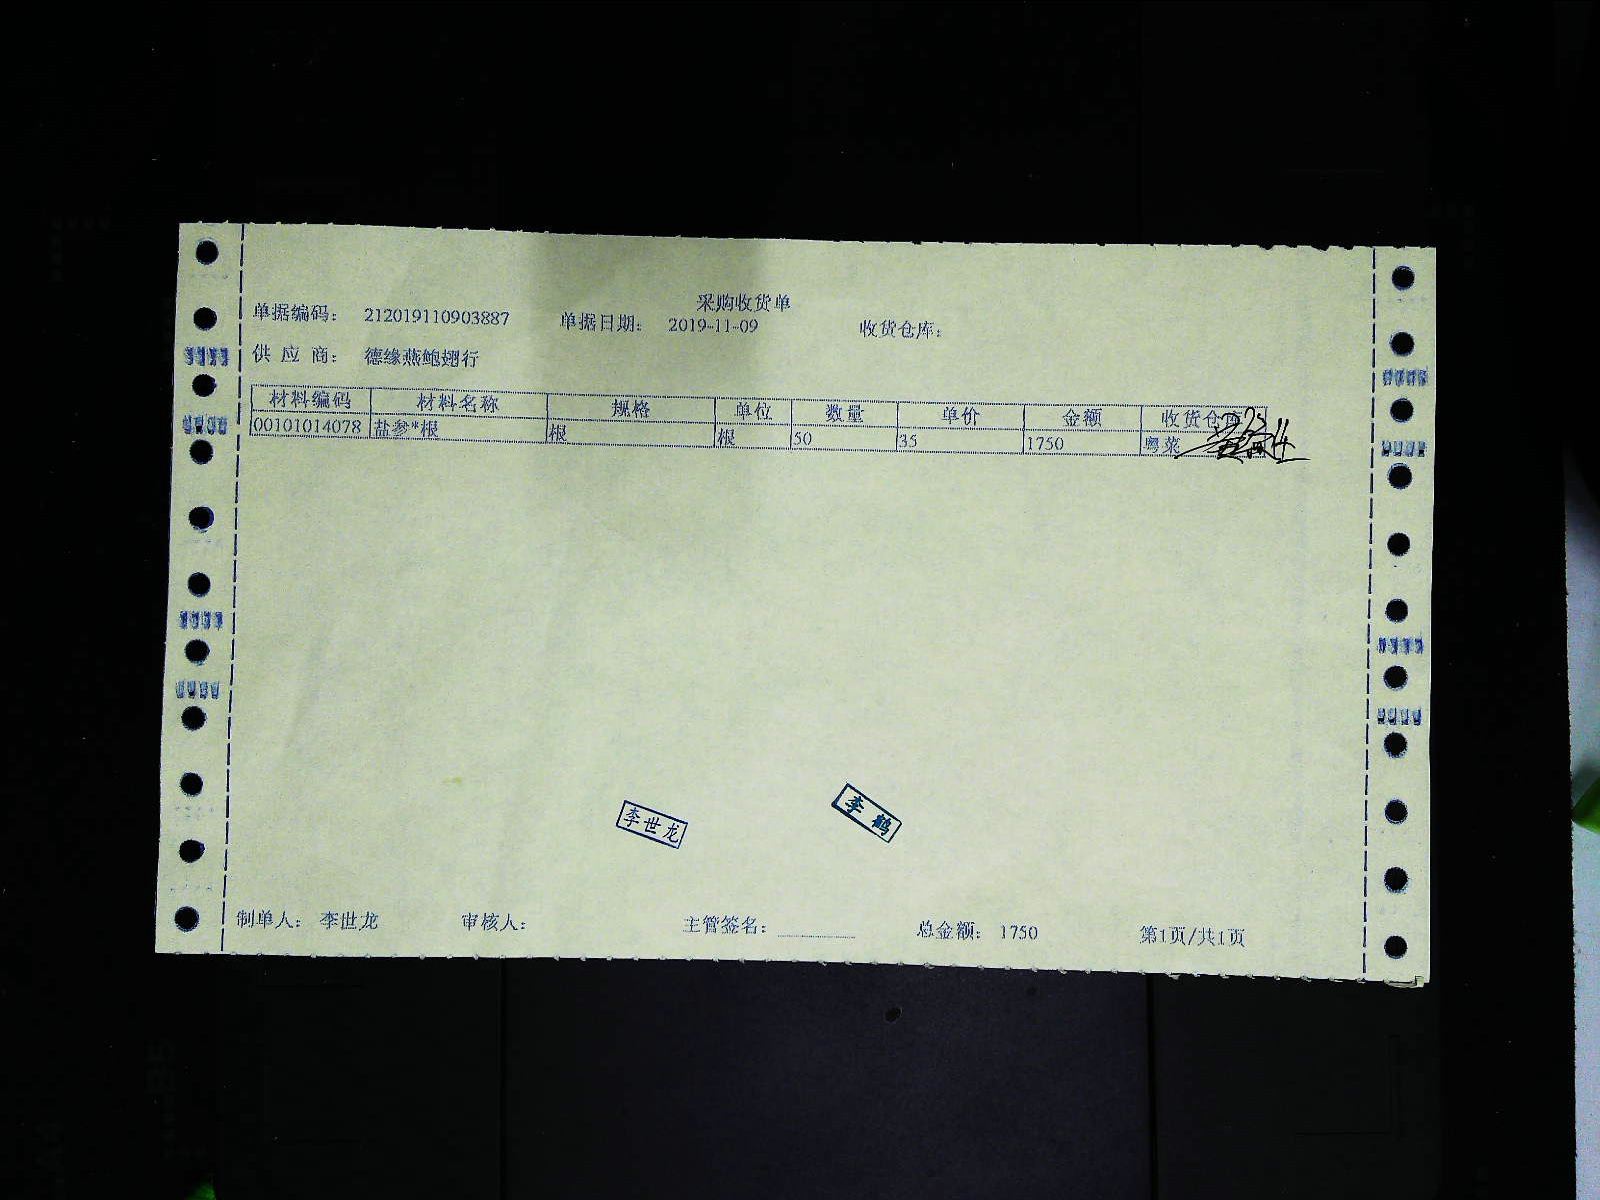 采购收货单
单据编码： 212019110903887 单据日期： 2019-11-09 收货仓库：
供 应 商： 德缘燕鲍翅行
材料编码 材料名称 规格 单位 数量 单价 金额 收货仓库
00101014078 盐参*根 根 根 50 35 1750 粤菜
李世龙 李鹤
制单人： 李世龙 审核人： 主管签名： 总金额： 1750 第1页/共1页